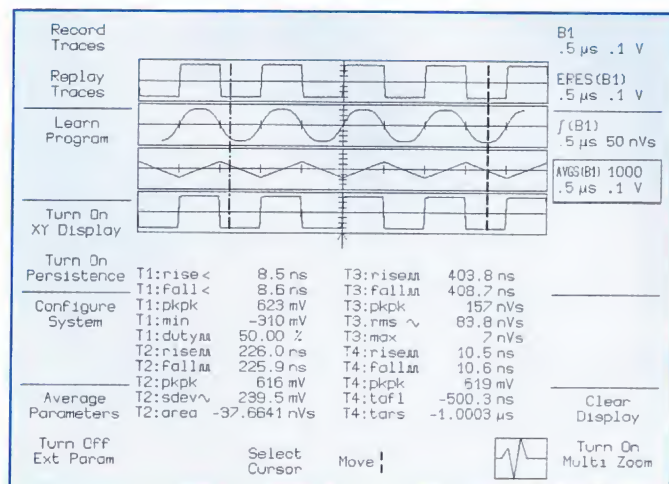 Record
Traces
Replay
Traces
Learn
Program
Turn On
XY Display
Turn On
Persistence
Configure
System
Average
Parameters
Turn Off
Ext Param
B1
.5 µs .1 V
ERES(B1)
.5 µs .1 V
∫(B1)
.5 µs 50 nVs
AVGS(B1) 1000
.5 µs .1 V
T1:rise< 8.5 ns
T1:fall< 8.6 ns
T1:pkpk 623 mV
T1:min -310 mV
T1:duty 50.00 %
T2:rise 226.0 ns
T2:fall 225.9 ns
T2:pkpk 616 mV
T2:sdev~ 239.5 mV
T2:area -37.6641 nVs
T3:rise 403.8 ns
T3:fall 408.7 ns
T3:pkpk 157 nVs
T3.rms ~ 83.8 nVs
T3:max 7 nVs
T4:rise 10.5 ns
T4:fall 10.6 ns
T4:pkpk 619 mV
T4:tafl -500.3 ns
T4:tars -1.0003 µs
Select
Cursor
Move
Clear
Display
Turn On
Multi Zoom